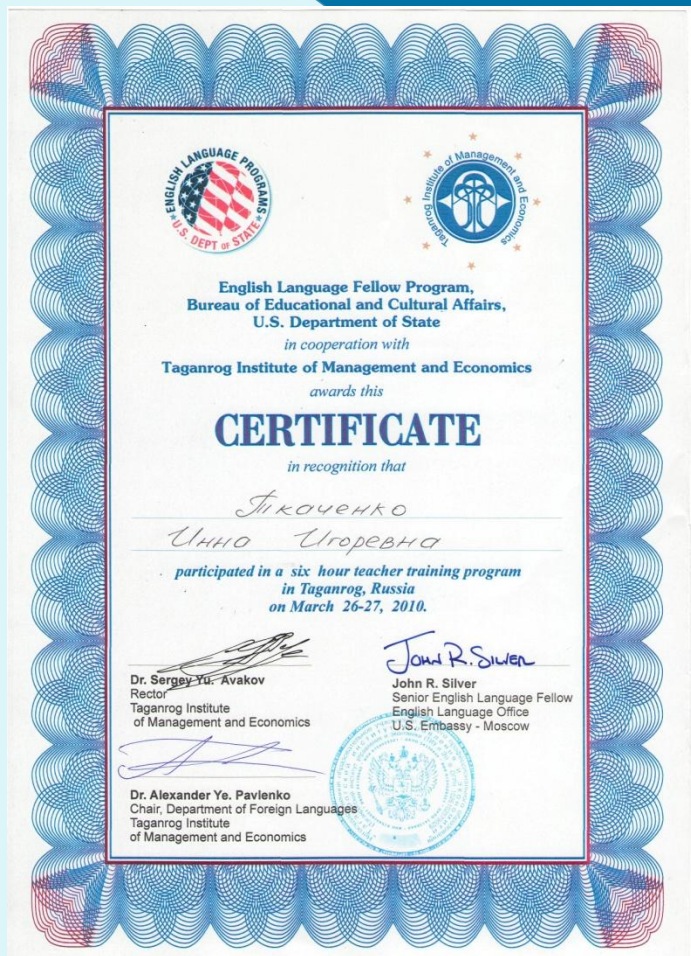 ENGLISH LANGUAGE PROGRAMS
U.S. DEPT OF STATE
Taganrog Institute of Management and Economics
English Language Fellow Program,
Bureau of Educational and Cultural Affairs,
U.S. Department of State
in cooperation with
Taganrog Institute of Management and Economics
awards this
CERTIFICATE
in recognition that
Ткаченко
Инна Игоревна
participated in a six hour teacher training program
in Taganrog, Russia
on March 26-27, 2010.
John R. Silver
Dr. Sergey Yu. Avakov
Rector
Taganrog Institute
of Management and Economics
John R. Silver
Senior English Language Fellow
English Language Office
U.S. Embassy - Moscow
Dr. Alexander Ye. Pavlenko
Chair, Department of Foreign Languages
Taganrog Institute
of Management and Economics